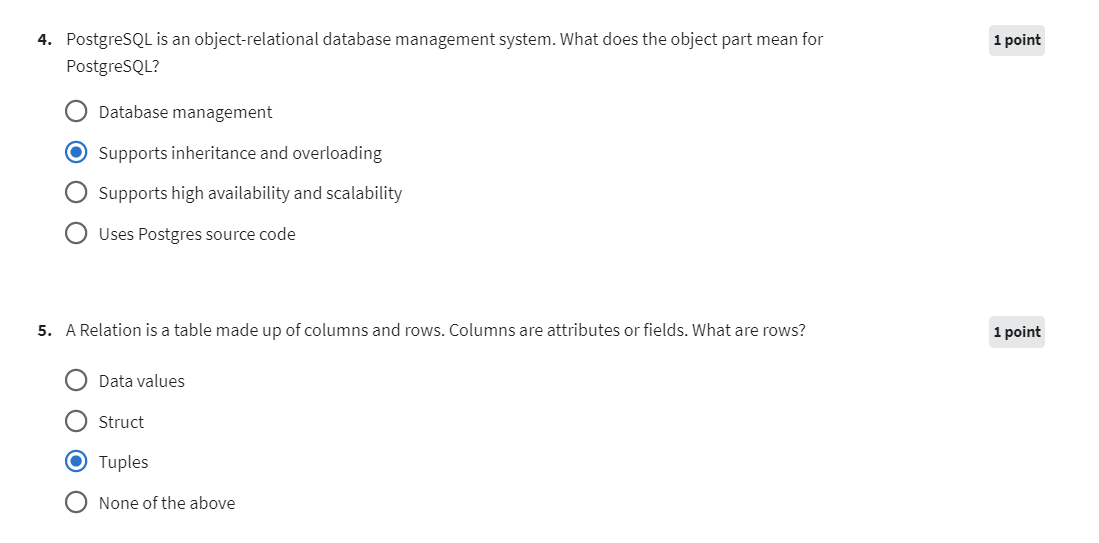 4. PostgreSQL is an object-relational database management system. What does the object part mean for
PostgreSQL?
1 point
Database management
Supports inheritance and overloading
Supports high availability and scalability
Uses Postgres source code
5. A Relation is a table made up of columns and rows. Columns are attributes or fields. What are rows?
1 point
Data values
Struct
Tuples
None of the above